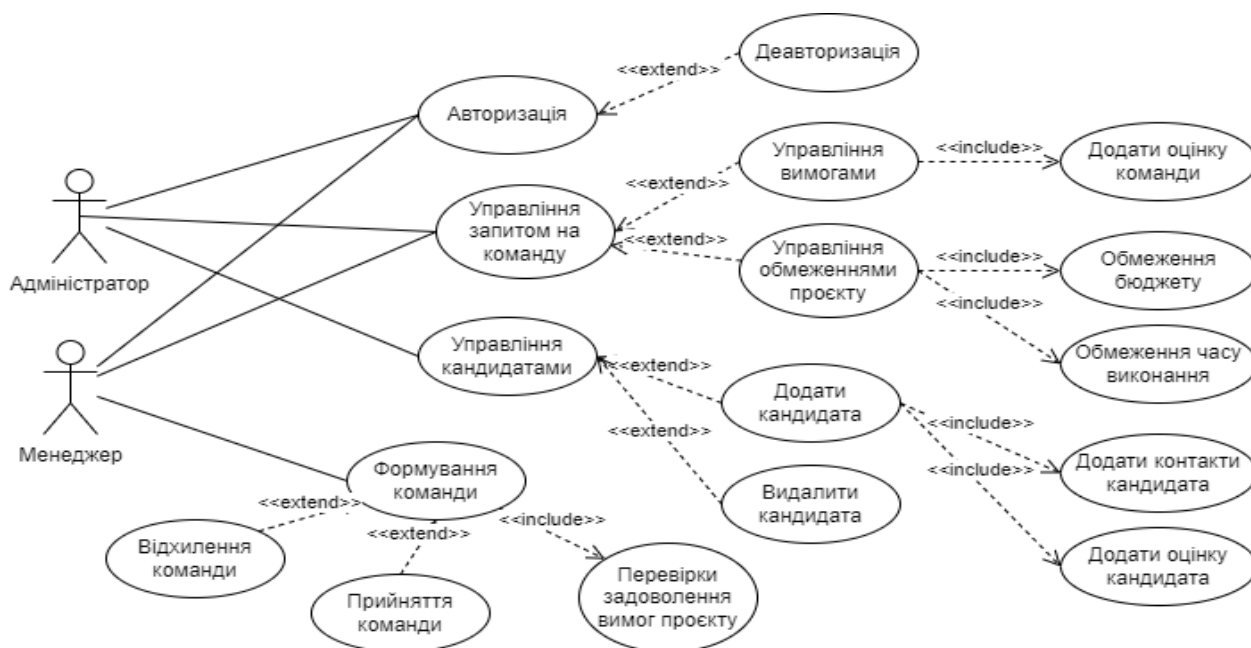 Деавторизація
<<extend>>
Авторизація
Управління
вимогами
<<include>>
Додати оцінку
команди
<<extend>>
Управління
запитом на
команду
<<extend>>
Управління
обмеженнями
проєкту
<<include>>
Обмеження
бюджету
<<include>>
Адміністратор
Управління
кандидатами
<<extend>>
Обмеження часу
виконання
Додати
кандидата
<<include>>
<<extend>>
Менеджер
Формування
команди
<<include>>
Додати контакти
кандидата
Видалити
кандидата
<<extend>>
<<extend>>
<<include>>
Відхилення
команди
Прийняття
команди
Перевірки
задоволення
вимог проєкту
Додати оцінку
кандидата